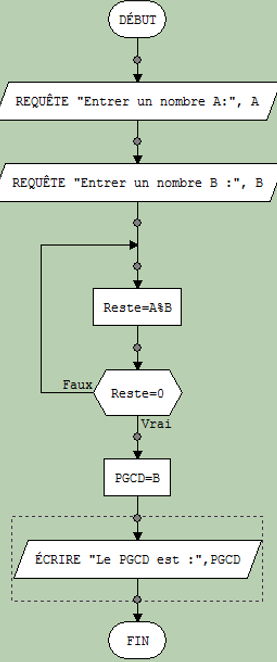 DÉBUT
REQUÊTE "Entrer un nombre A:", A
REQUÊTE "Entrer un nombre B :", B
Reste=A%B
Faux
Reste=0
Vrai
PGCD=B
ÉCRIRE "Le PGCD est :",PGCD
FIN